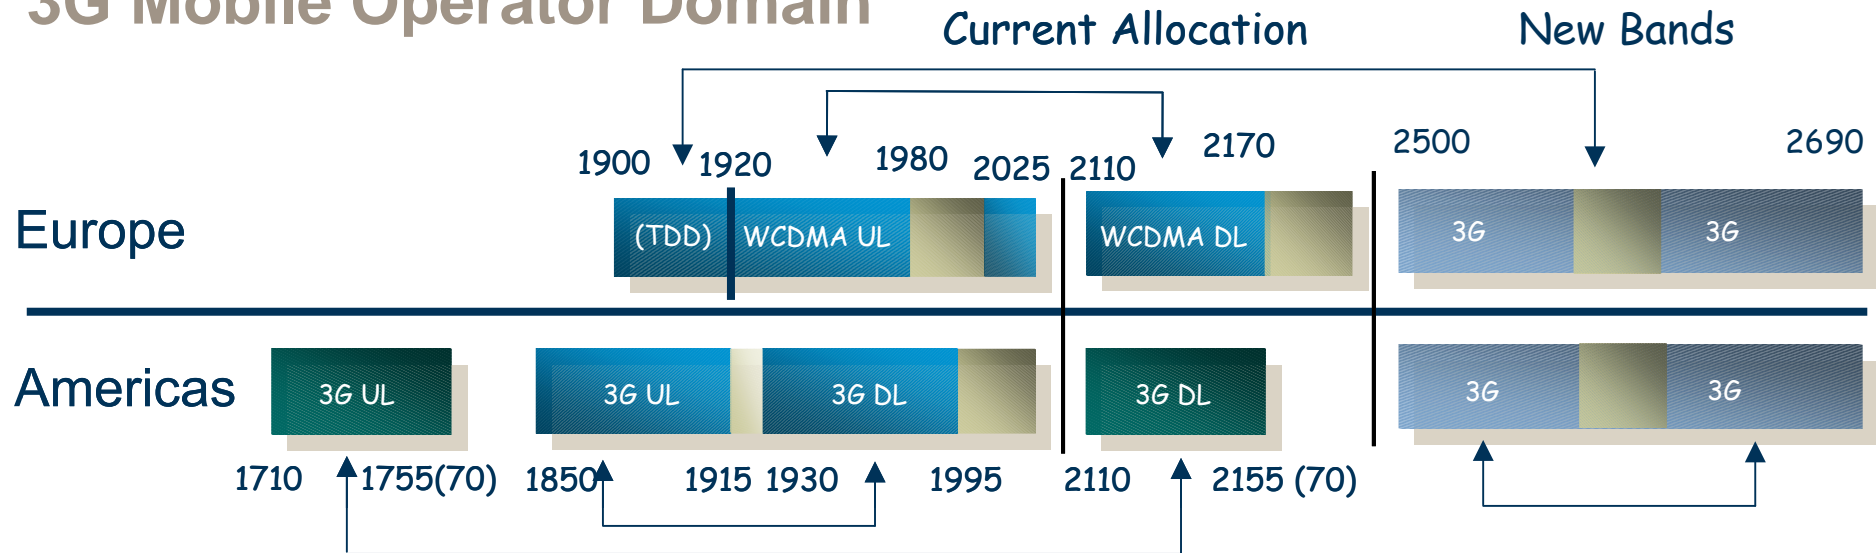 3G Mobile Operator Domain
Current Allocation New Bands
1900 1920 1980 2025 2110 2170 2500 2690
Europe (TDD) WCDMA UL WCDMA DL 3G 3G
Americas 3G UL 3G UL 3G DL 3G DL 3G 3G
1710 1755(70) 1850 1915 1930 1995 2110 2155 (70)